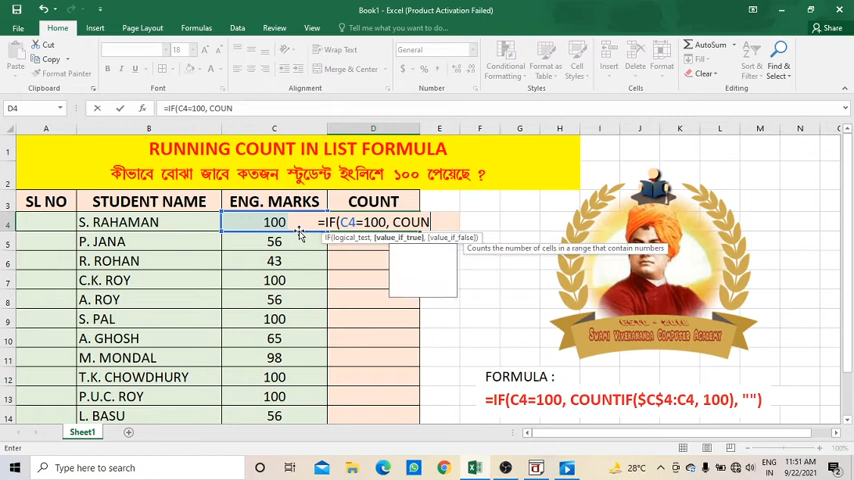 Book1 - Excel (Product Activation Failed)
File Home Insert Page Layout Formulas Data Review View Tell me what you want to do... Share
Paste Cut Copy Format Painter Clipboard
18 B I U Font
Wrap Text Merge & Center Alignment
General % Number
Conditional Formatting Format as Table Cell Styles Styles
Insert Delete Format Cells
AutoSum Fill Clear Sort & Filter Find & Select Editing
D4 =IF(C4=100, COUN
A B C D E F G H I J K L M N O
1 RUNNING COUNT IN LIST FORMULA
2 কীভাবে বোঝা জাবে কতজন স্টুডেন্ট ইংলিশে ১০০ পেয়েছে ?
3 SL NO STUDENT NAME ENG. MARKS COUNT
4 S. RAHAMAN 100 =IF(C4=100, COUN
IF(logical_test, [value_if_true], [value_if_false])
Counts the number of cells in a range that contain numbers
5 P. JANA 56
6 R. ROHAN 43
7 C.K. ROY 100
8 A. ROY 56
9 S. PAL 100
10 A. GHOSH 65
11 M. MONDAL 98
12 T.K. CHOWDHURY 100
13 P.U.C. ROY 100
14 L. BASU 56
SWAMI VIVEKANANDA COMPUTER ACADEMY
FORMULA :
=IF(C4=100, COUNTIF($C$4:C4, 100), "")
Sheet1
Enter 100%
Type here to search 28°C ENG IN 11:51 AM 9/22/2021